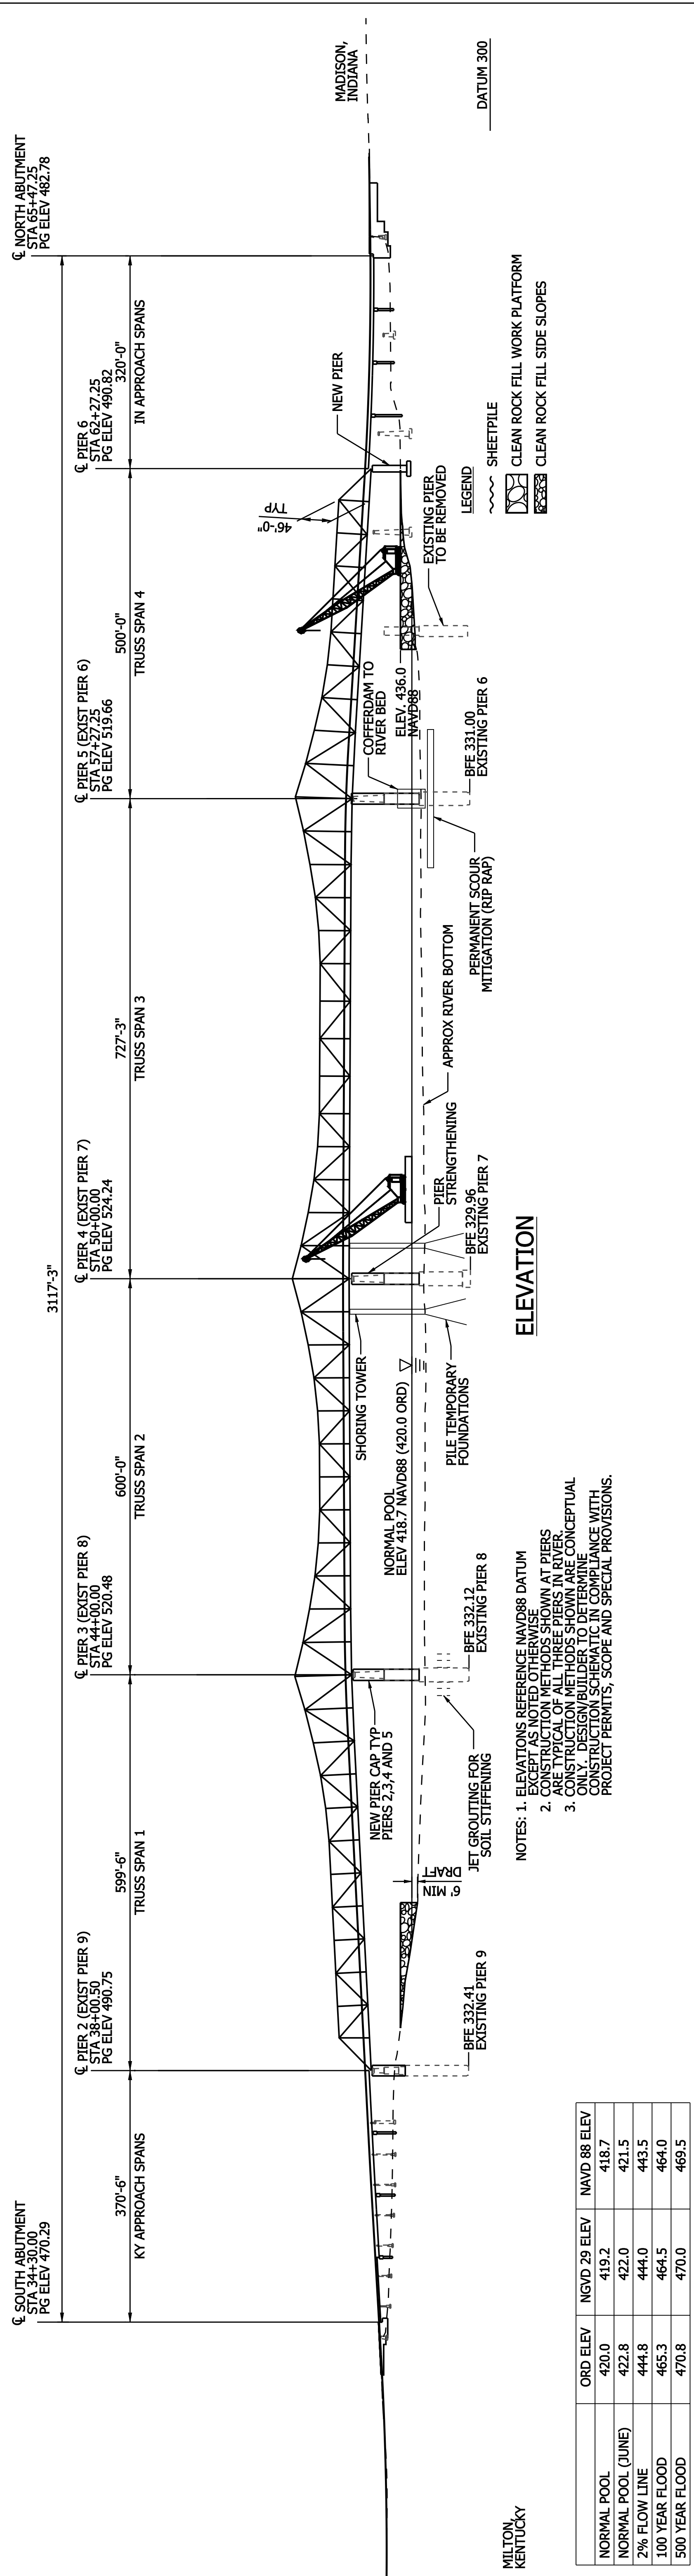 ℄ SOUTH ABUTMENT
STA 34+30.00
PG ELEV 470.29
3117'-3"
℄ NORTH ABUTMENT
STA 65+47.25
PG ELEV 482.78
℄ PIER 2 (EXIST PIER 9)
STA 38+00.50
PG ELEV 490.75
℄ PIER 3 (EXIST PIER 8)
STA 44+00.00
PG ELEV 520.48
℄ PIER 4 (EXIST PIER 7)
STA 50+00.00
PG ELEV 524.24
℄ PIER 5 (EXIST PIER 6)
STA 57+27.25
PG ELEV 519.66
℄ PIER 6
STA 62+27.25
PG ELEV 490.82
370'-6"
KY APPROACH SPANS
599'-6"
TRUSS SPAN 1
600'-0"
TRUSS SPAN 2
727'-3"
TRUSS SPAN 3
500'-0"
TRUSS SPAN 4
320'-0"
IN APPROACH SPANS
46'-0"
TYP
MADISON,
INDIANA
NEW PIER
DATUM 300
SHORING TOWER
NEW PIER CAP TYP
PIERS 2,3,4 AND 5
NORMAL POOL
ELEV 418.7 NAVD88 (420.0 ORD)
COFFERDAM TO
RIVER BED
ELEV. 436.0
NAVD88
EXISTING PIER
TO BE REMOVED
6' MIN
DRAFT
PIER
STRENGTHENING
APPROX RIVER BOTTOM
BFE 332.41
EXISTING PIER 9
JET GROUTING FOR
SOIL STIFFENING
BFE 332.12
EXISTING PIER 8
PILE TEMPORARY
FOUNDATIONS
BFE 329.96
EXISTING PIER 7
PERMANENT SCOUR
MITIGATION (RIP RAP)
BFE 331.00
EXISTING PIER 6
LEGEND
SHEETPILE
CLEAN ROCK FILL WORK PLATFORM
CLEAN ROCK FILL SIDE SLOPES
ELEVATION
MILTON,
KENTUCKY
NOTES: 1. ELEVATIONS REFERENCE NAVD88 DATUM
EXCEPT AS NOTED OTHERWISE
2. CONSTRUCTION METHODS SHOWN AT PIERS
ARE TYPICAL OF ALL THREE PIERS IN RIVER.
3. CONSTRUCTION METHODS SHOWN ARE CONCEPTUAL
ONLY. DESIGN/BUILDER TO DETERMINE
CONSTRUCTION SCHEMATIC IN COMPLIANCE WITH
PROJECT PERMITS, SCOPE AND SPECIAL PROVISIONS.
ORD ELEV NGVD 29 ELEV NAVD 88 ELEV
NORMAL POOL 420.0 419.2 418.7
NORMAL POOL (JUNE) 422.8 422.0 421.5
2% FLOW LINE 444.8 444.0 443.5
100 YEAR FLOOD 465.3 464.5 464.0
500 YEAR FLOOD 470.8 470.0 469.5